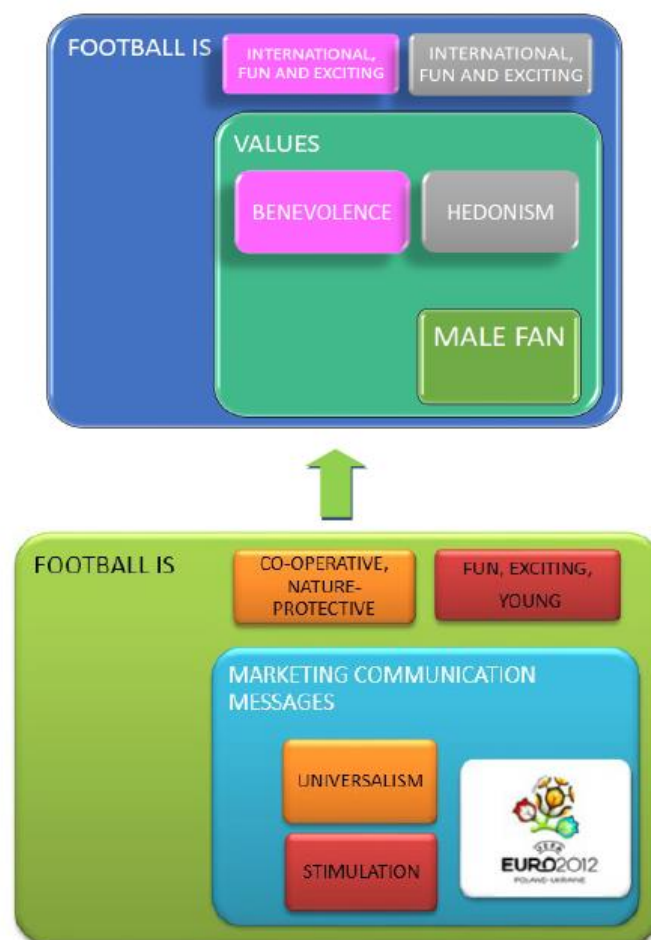 FOOTBALL IS
INTERNATIONAL,
FUN AND EXCITING
INTERNATIONAL,
FUN AND EXCITING
VALUES
BENEVOLENCE
HEDONISM
MALE FAN
FOOTBALL IS
CO-OPERATIVE,
NATURE-
PROTECTIVE
FUN, EXCITING,
YOUNG
MARKETING COMMUNICATION
MESSAGES
UNIVERSALISM
STIMULATION
UEFA
EURO2012
POLAND-UKRAINE